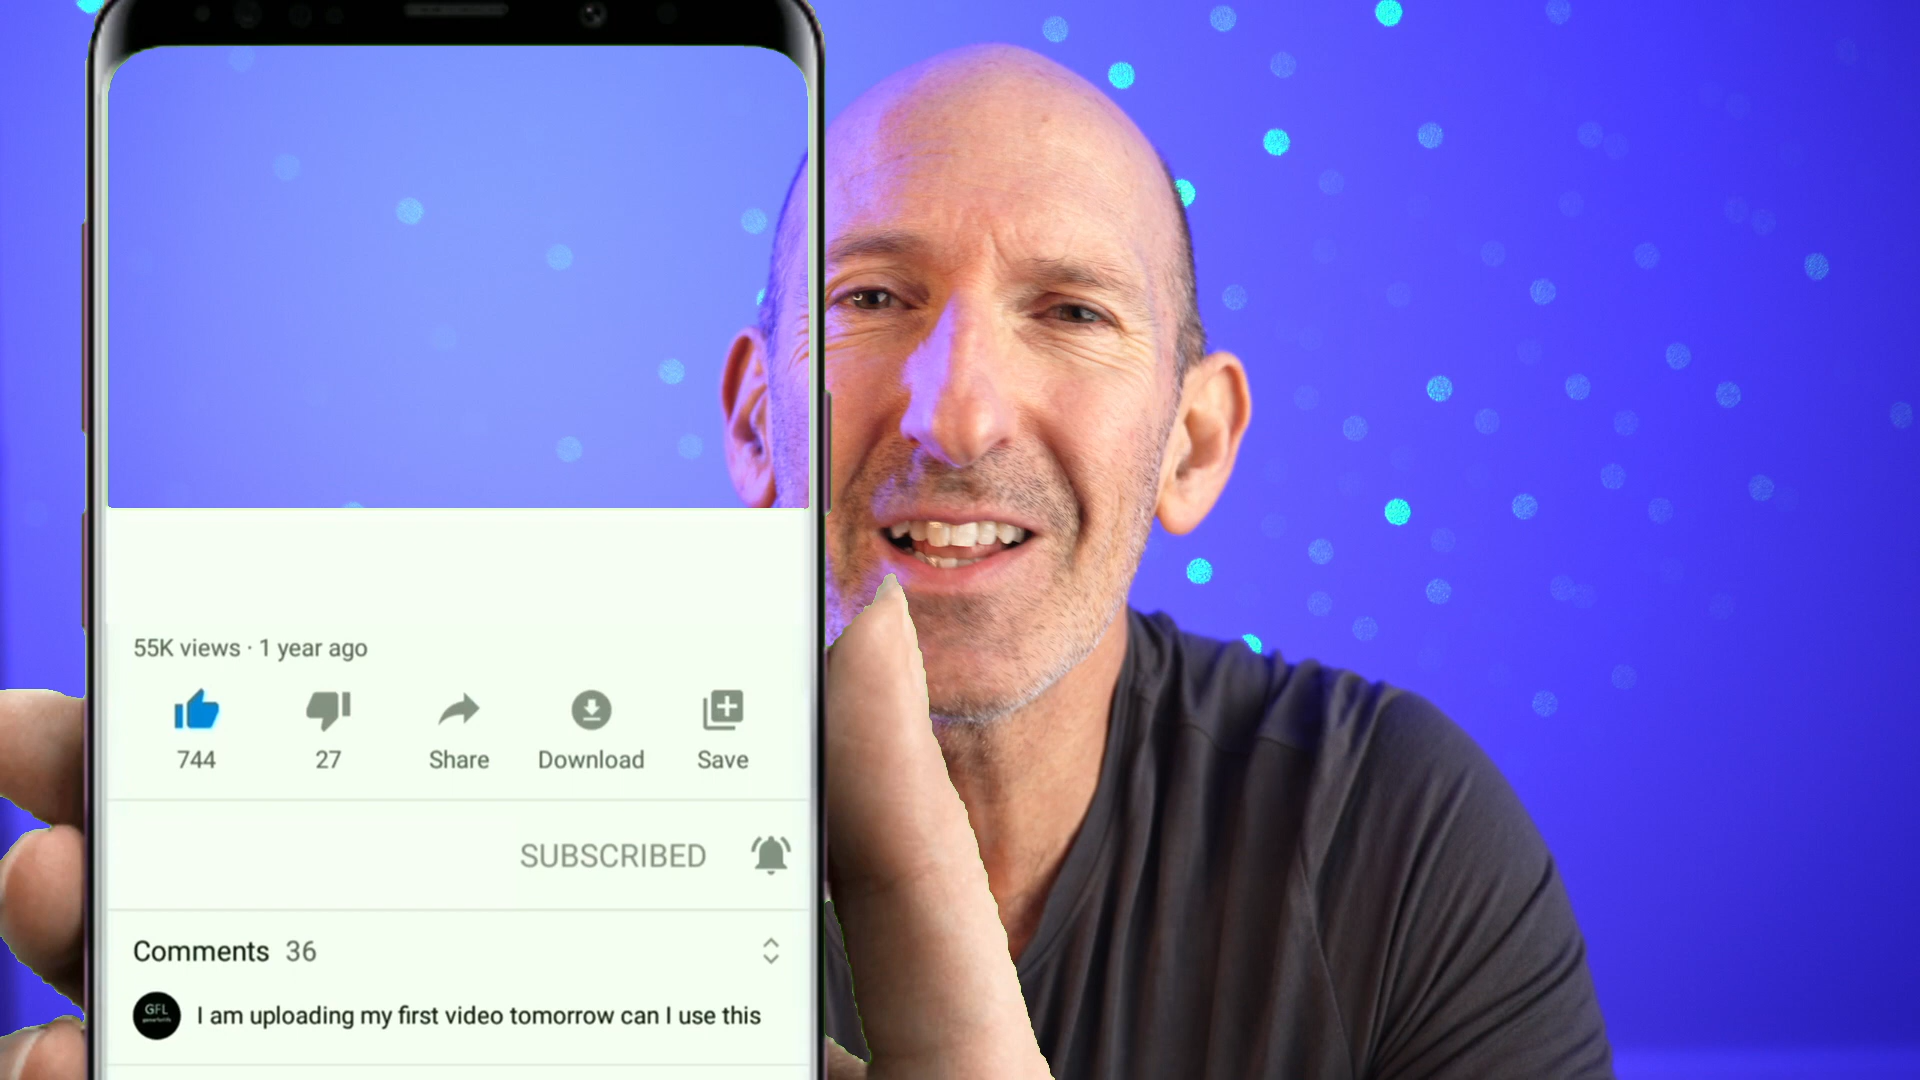 55K views · 1 year ago
744
27
Share
Download
Save
SUBSCRIBED
Comments 36
GFL
I am uploading my first video tomorrow can I use this